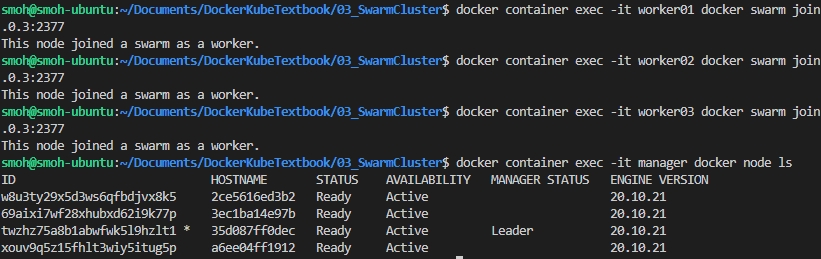 smoh@smoh-ubuntu:~/Documents/DockerKubeTextbook/03_SwarmCluster$ docker container exec -it worker01 docker swarm join
.0.3:2377
This node joined a swarm as a worker.
smoh@smoh-ubuntu:~/Documents/DockerKubeTextbook/03_SwarmCluster$ docker container exec -it worker02 docker swarm join
.0.3:2377
This node joined a swarm as a worker.
smoh@smoh-ubuntu:~/Documents/DockerKubeTextbook/03_SwarmCluster$ docker container exec -it worker03 docker swarm join
.0.3:2377
This node joined a swarm as a worker.
smoh@smoh-ubuntu:~/Documents/DockerKubeTextbook/03_SwarmCluster$ docker container exec -it manager docker node ls
ID HOSTNAME STATUS AVAILABILITY MANAGER STATUS ENGINE VERSION
w8u3ty29x5d3ws6qfbdjvx8k5 2ce5616ed3b2 Ready Active 20.10.21
69aixi7wf28xhubxd62i9k77p 3ec1ba14e97b Ready Active 20.10.21
twzhz75a8b1abwfwk5l9hzlt1 * 35d087ff0dec Ready Active Leader 20.10.21
xouv9q5z15fhlt3wiy5itug5p a6ee04ff1912 Ready Active 20.10.21